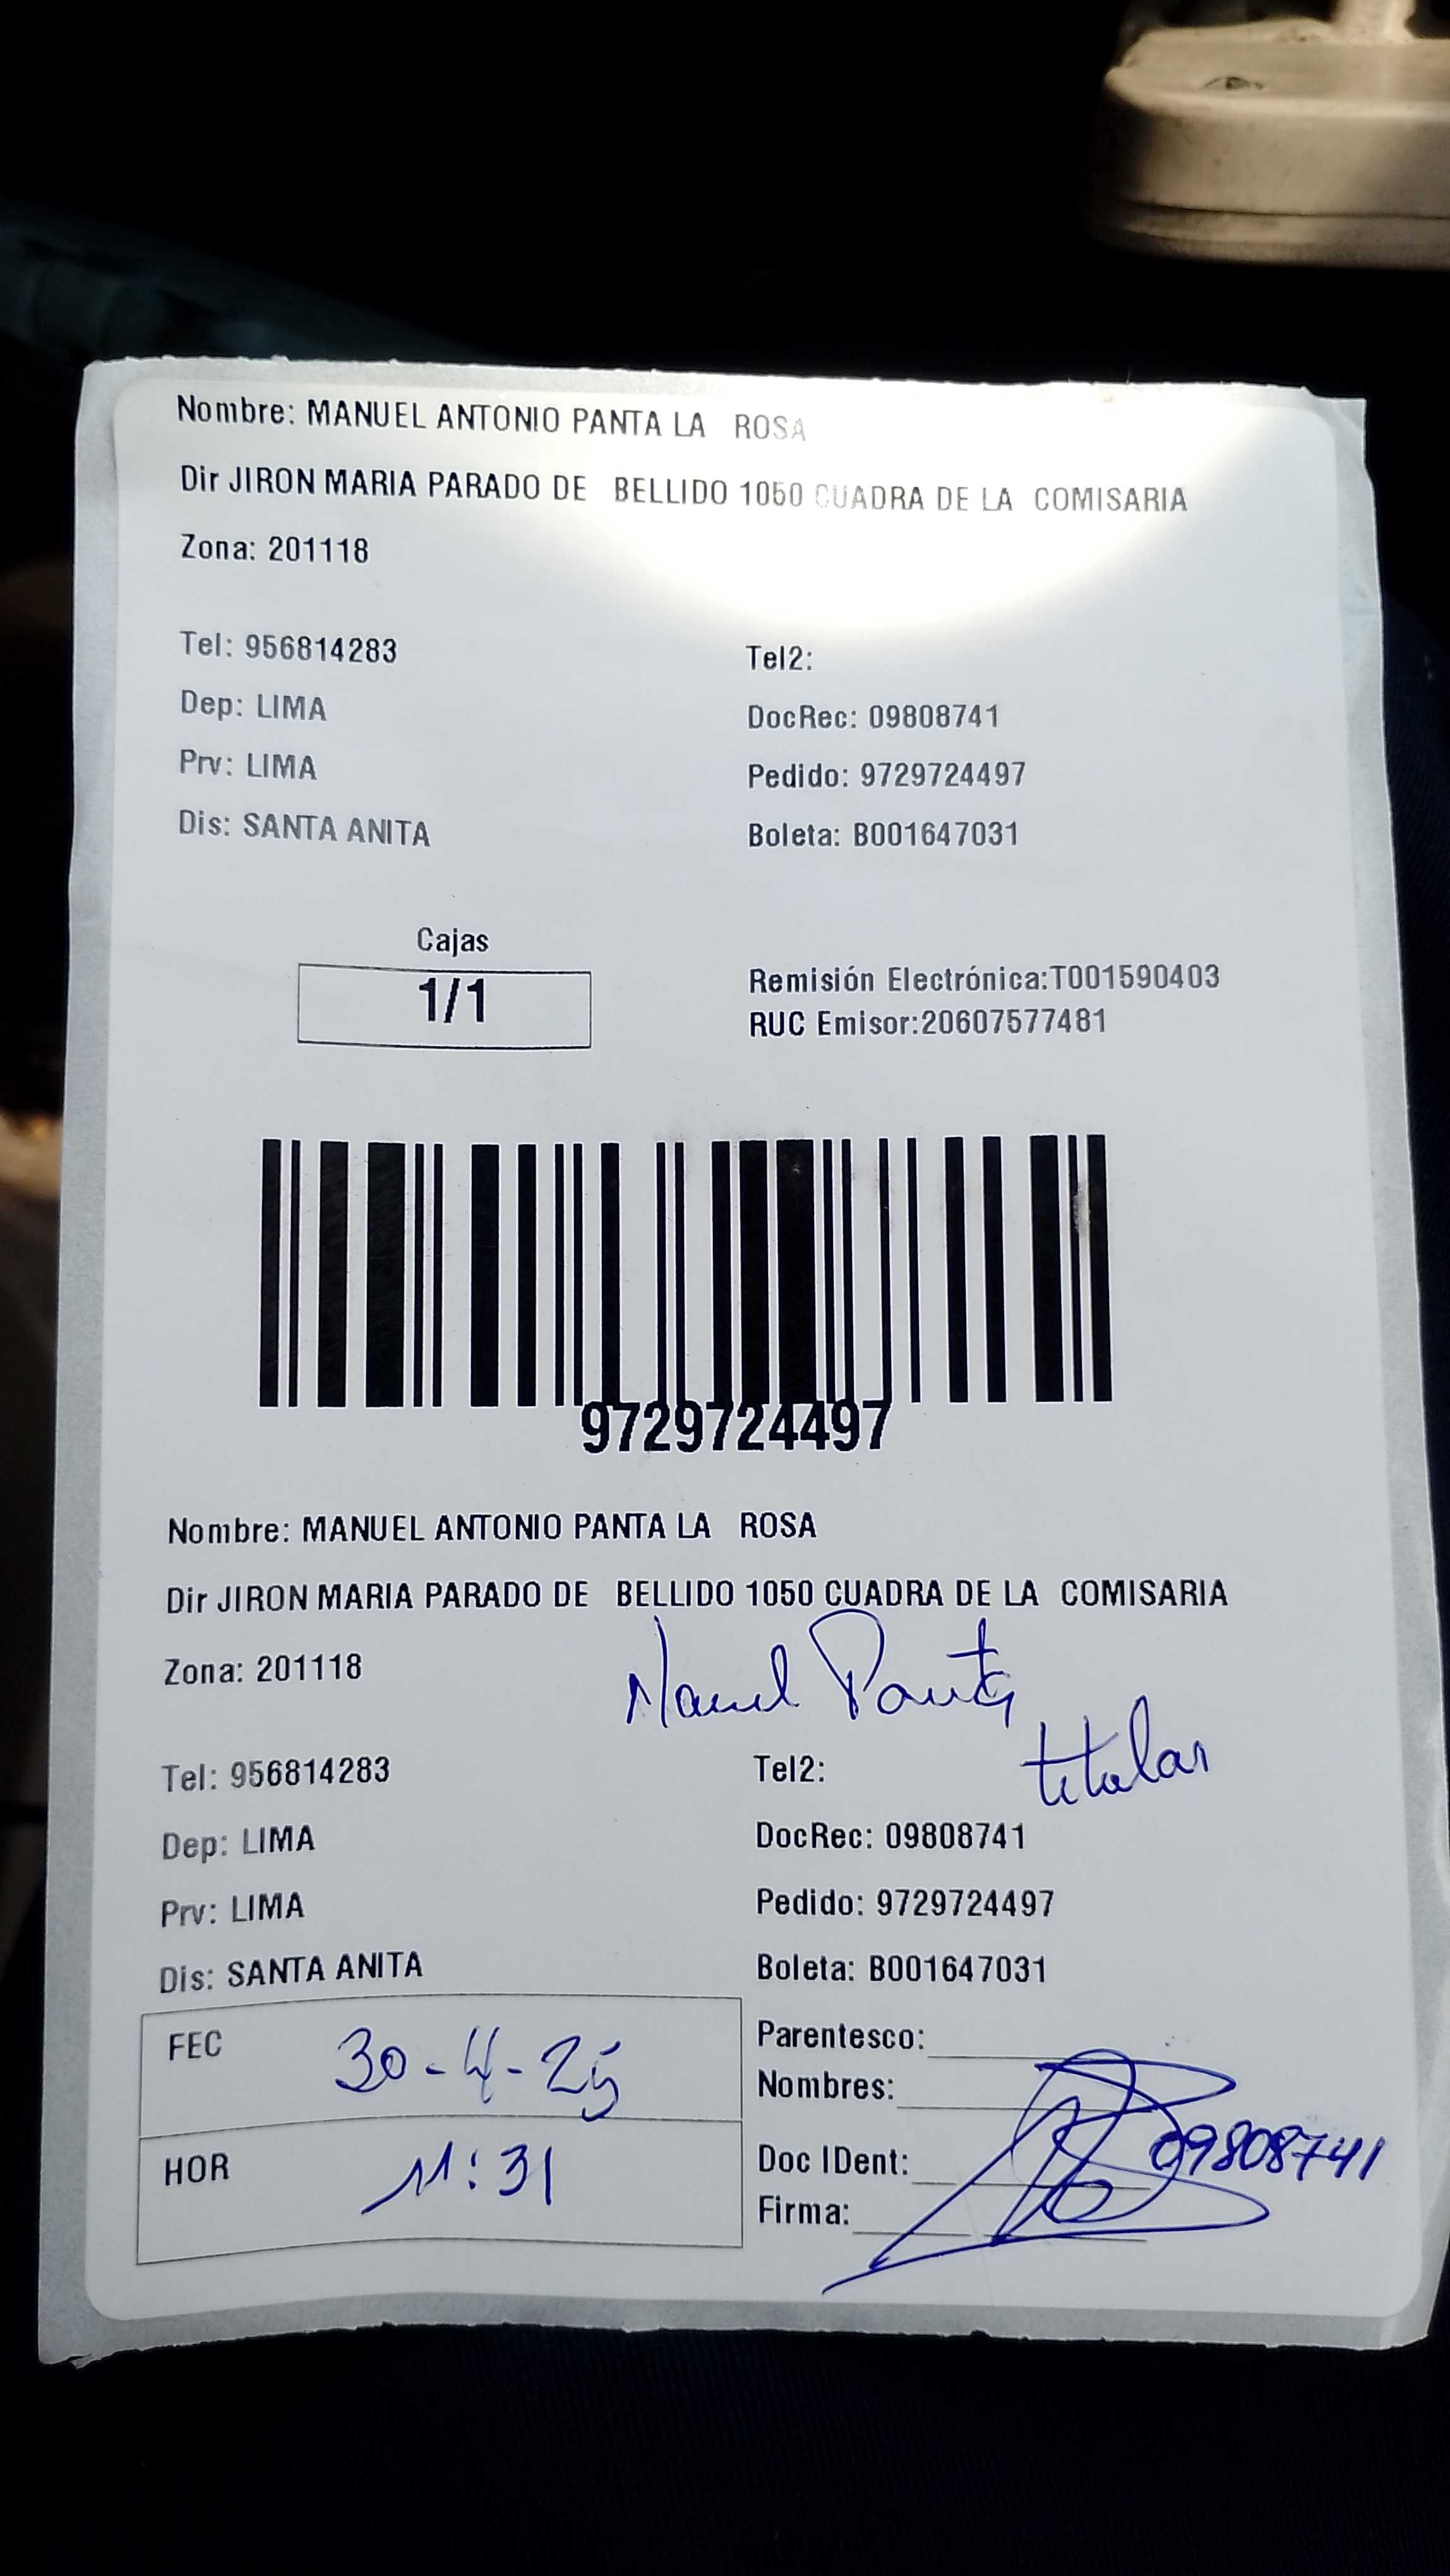 Nombre: MANUEL ANTONIO PANTA LA ROSA
Dir JIRON MARIA PARADO DE BELLIDO 1050 CUADRA DE LA COMISARIA
Zona: 201118
Tel: 956814283 Tel2:
Dep: LIMA DocRec: 09808741
Prv: LIMA Pedido: 9729724497
Dis: SANTA ANITA Boleta: B001647031
Cajas
1/1
Remisión Electrónica:T001590403
RUC Emisor:20607577481
9729724497
Nombre: MANUEL ANTONIO PANTA LA ROSA
Dir JIRON MARIA PARADO DE BELLIDO 1050 CUADRA DE LA COMISARIA
Zona: 201118 Manuel Panta
titular
Tel: 956814283 Tel2:
Dep: LIMA DocRec: 09808741
Prv: LIMA Pedido: 9729724497
Dis: SANTA ANITA Boleta: B001647031
FEC 30-4-25
HOR 11:31
Parentesco:
Nombres:
Doc IDent: 09808741
Firma: